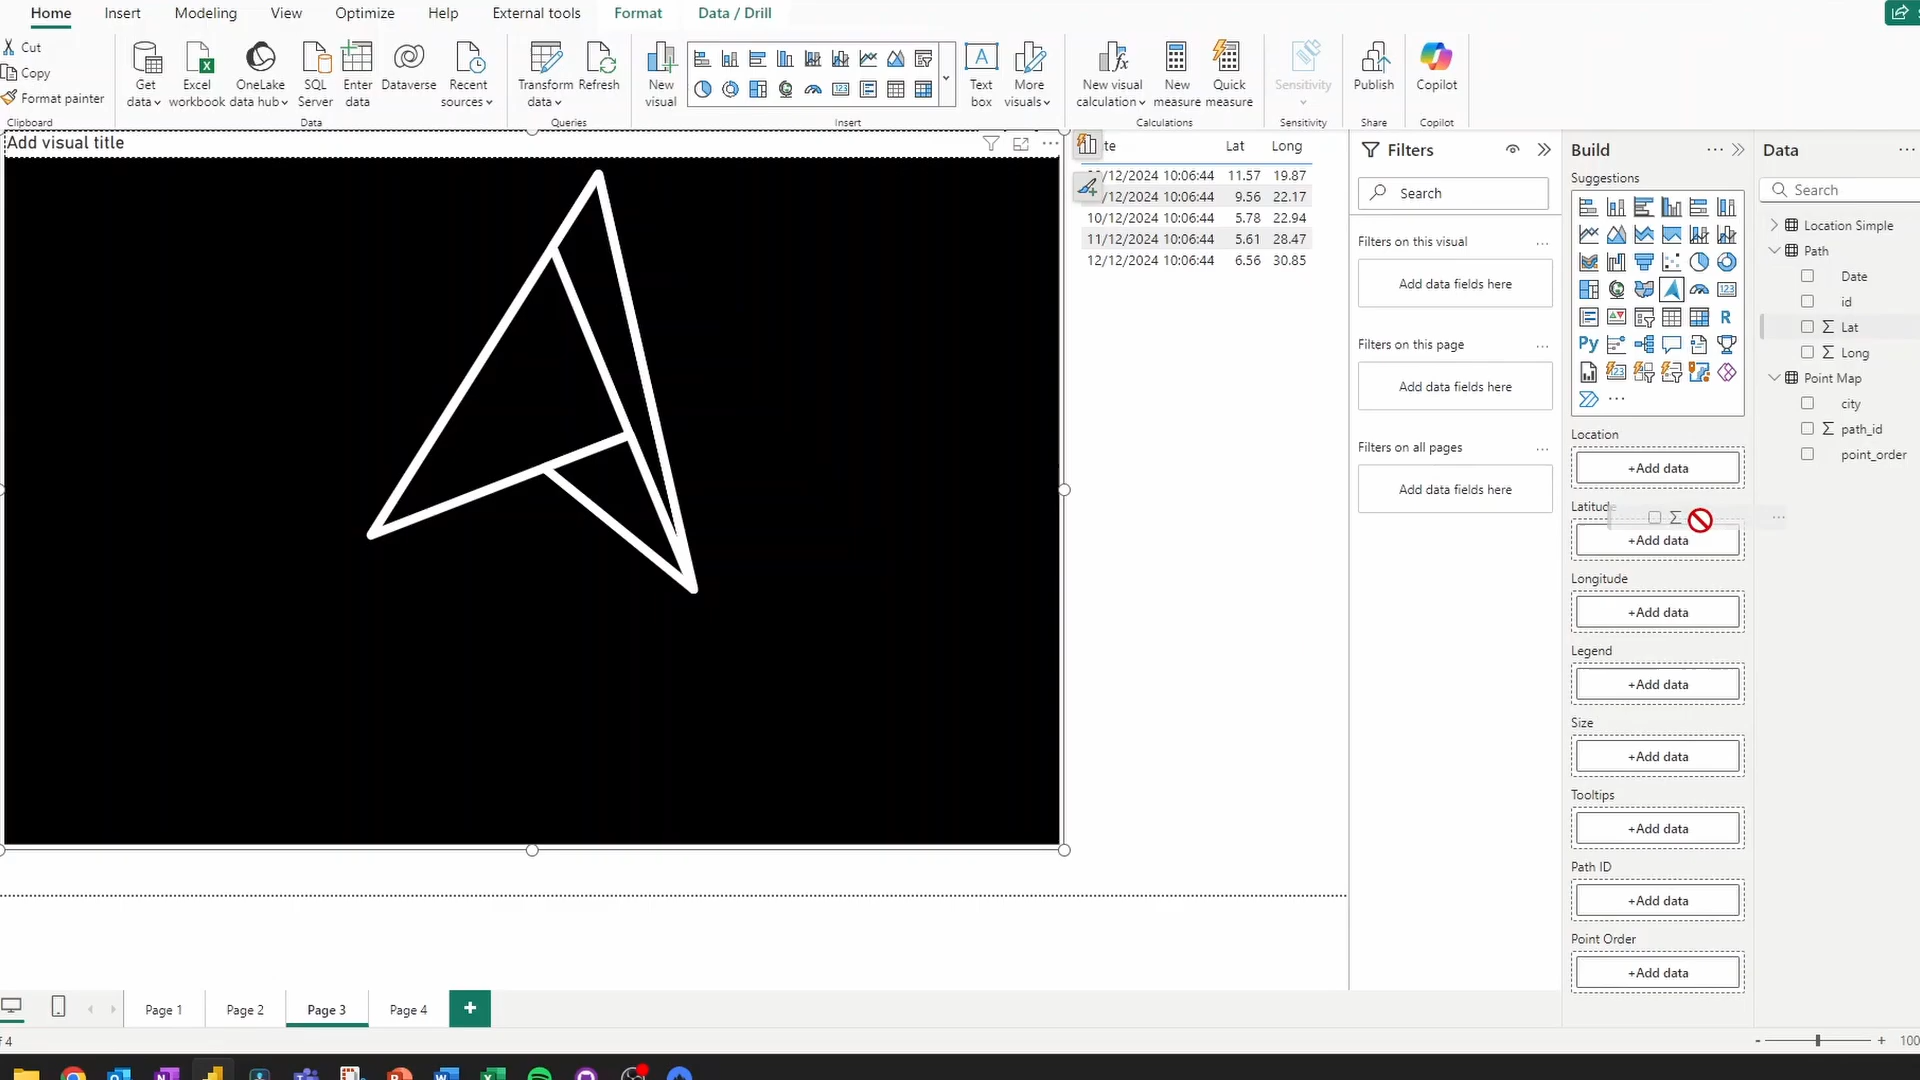 Home Insert Modeling View Optimize Help External tools Format Data / Drill
Cut
Copy
Format painter
Clipboard
Get data
Excel workbook
OneLake data hub
SQL Server
Enter data
Dataverse
Recent sources
Data
Transform data
Refresh
Queries
New visual
Text box
More visuals
Insert
New visual calculation
New measure
Quick measure
Calculations
Sensitivity
Sensitivity
Publish
Share
Copilot
Copilot
Add visual title
te Lat Long
/12/2024 10:06:44 11.57 19.87
/12/2024 10:06:44 9.56 22.17
10/12/2024 10:06:44 5.78 22.94
11/12/2024 10:06:44 5.61 28.47
12/12/2024 10:06:44 6.56 30.85
Filters
Search
Filters on this visual
Add data fields here
Filters on this page
Add data fields here
Filters on all pages
Add data fields here
Build
Suggestions
Location
+Add data
Latitude
+Add data
Longitude
+Add data
Legend
+Add data
Size
+Add data
Tooltips
+Add data
Path ID
+Add data
Point Order
+Add data
Data
Search
Location Simple
Path
Date
id
Lat
Long
Point Map
city
path_id
point_order
Page 1 Page 2 Page 3 Page 4
f 4
- + 100